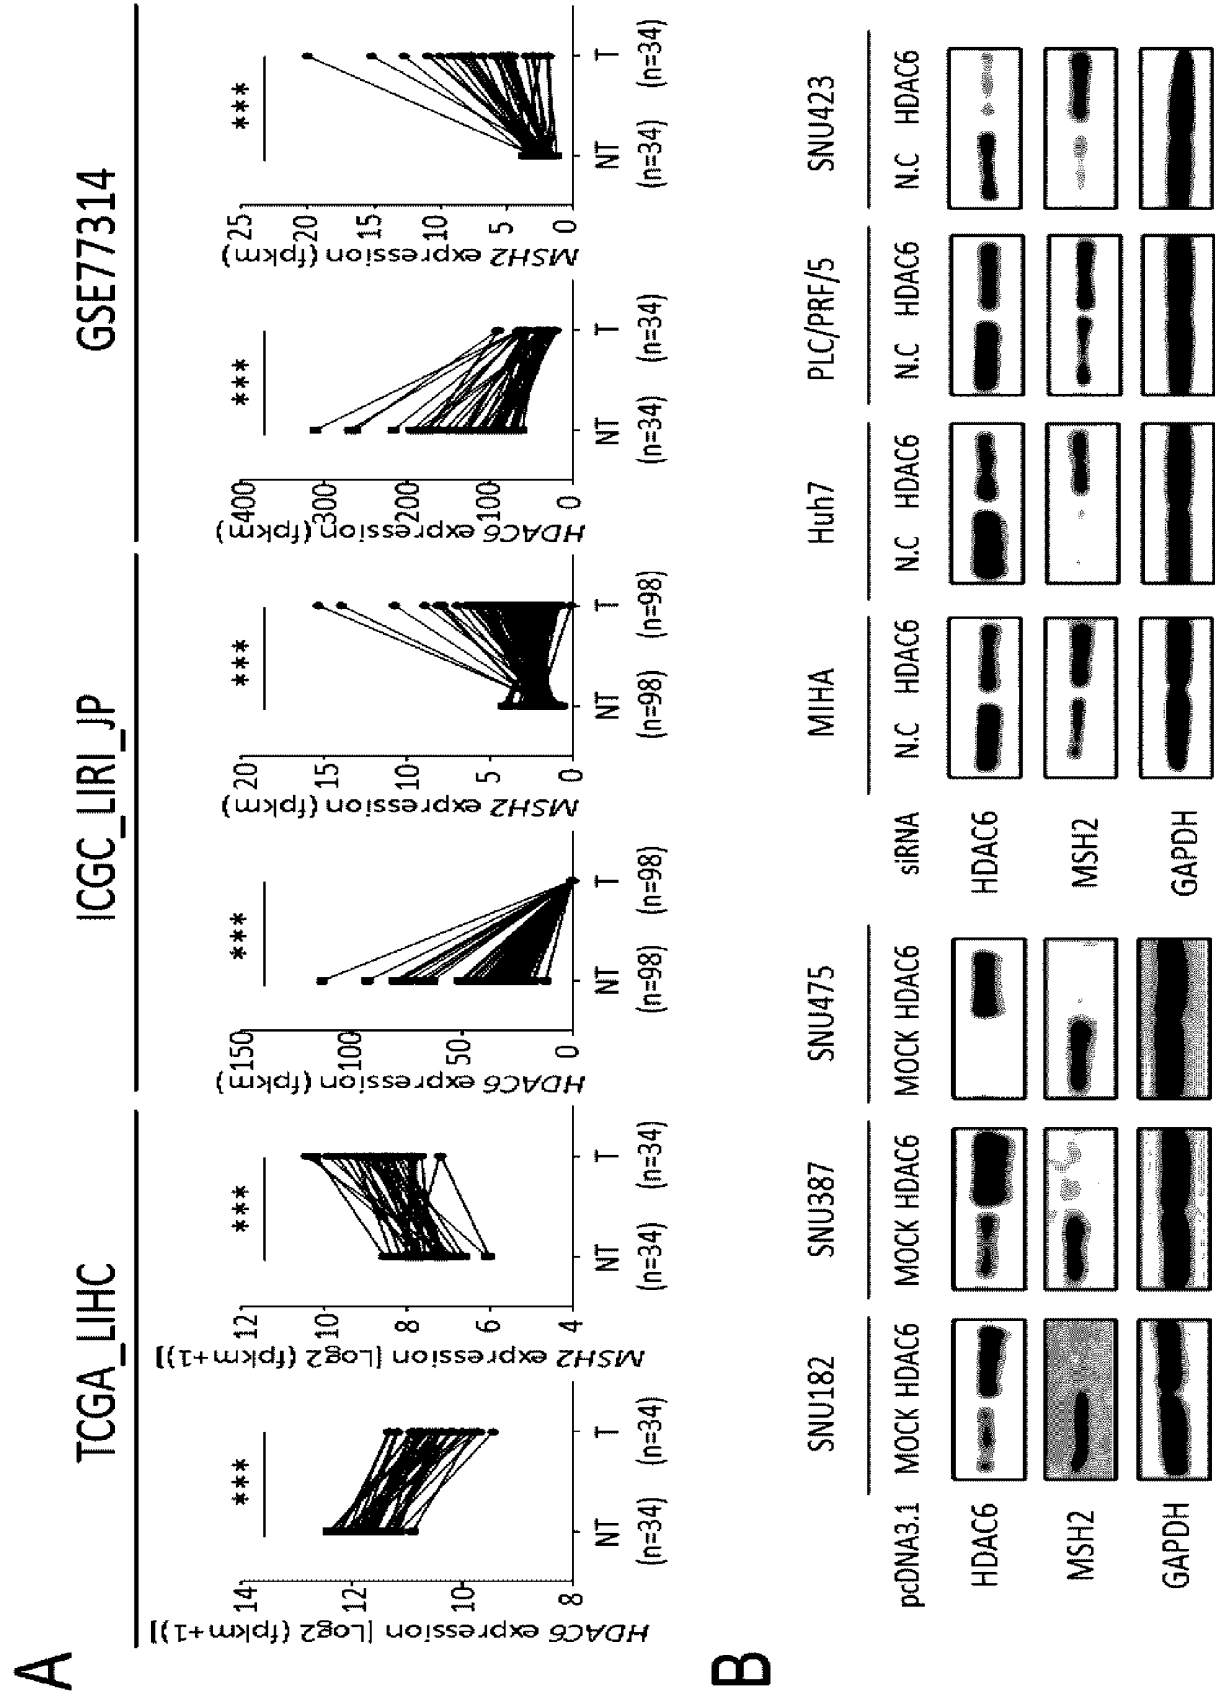 A
TCGA_LIHC
ICGC_LIRI_JP
GSE77314
HDAC6 expression [Log2 (fpkm+1)]
14
12
10
8
***
NT
T
(n=34)
(n=34)
MSH2 expression [Log2 (fpkm+1)]
12
10
8
6
4
***
NT
T
(n=34)
(n=34)
HDAC6 expression (fpkm)
150
100
50
0
***
NT
T
(n=98)
(n=98)
MSH2 expression (fpkm)
20
15
10
5
0
***
NT
T
(n=98)
(n=98)
HDAC6 expression (fpkm)
400
300
200
100
0
***
NT
T
(n=34)
(n=34)
MSH2 expression (fpkm)
25
20
15
10
5
0
***
NT
T
(n=34)
(n=34)
B
SNU182
SNU387
SNU475
pcDNA3.1
MOCK HDAC6
MOCK HDAC6
MOCK HDAC6
HDAC6
MSH2
GAPDH
MIHA
Huh7
PLC/PRF/5
SNU423
siRNA
N.C HDAC6
N.C HDAC6
N.C HDAC6
N.C HDAC6
HDAC6
MSH2
GAPDH